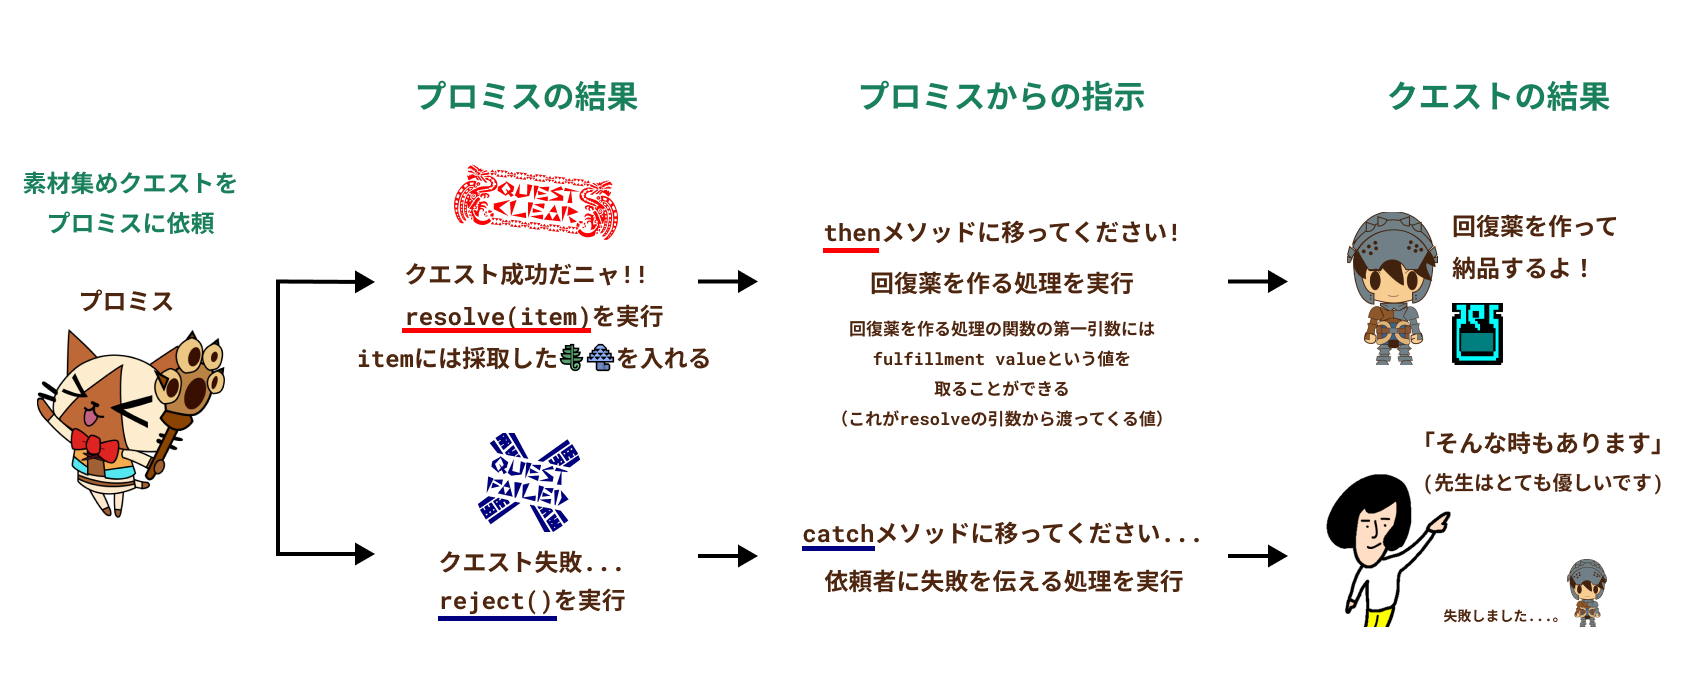 プロミスの結果
プロミスからの指示
クエストの結果
素材集めクエストを
プロミスに依頼
プロミス
QUEST
CLEAR
クエスト成功だニャ!!
resolve(item)を実行
itemには採取したを入れる
thenメソッドに移ってください!
回復薬を作る処理を実行
回復薬を作る処理の関数の第一引数には
fulfillment valueという値を
取ることができる
（これがresolveの引数から渡ってくる値）
回復薬を作って
納品するよ！
QUEST
FAILED
クエスト失敗...
reject()を実行
catchメソッドに移ってください...
依頼者に失敗を伝える処理を実行
「そんな時もあります」
(先生はとても優しいです)
失敗しました...。